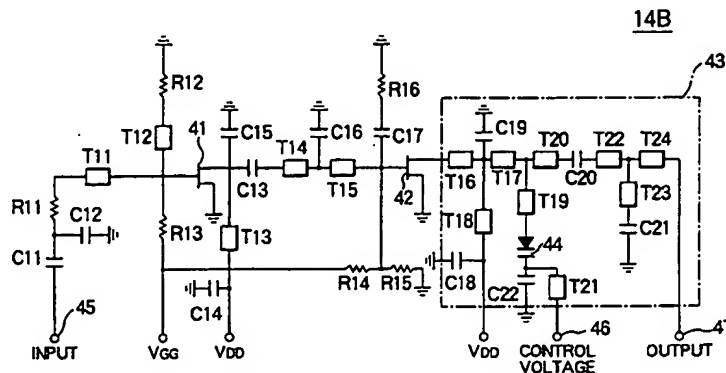 14B
43
R12
R16
T12
41
C15
C16
C17
C19
T20
T22
T24
T11
T14
C13
T15
42
T16
T17
C20
R11
C12
T19
T23
R13
T13
T18
C21
C11
44
R14
R15
C18
C22
T21
C14
45
46
INPUT
VGG
VDD
VDD
CONTROL
VOLTAGE
OUTPUT